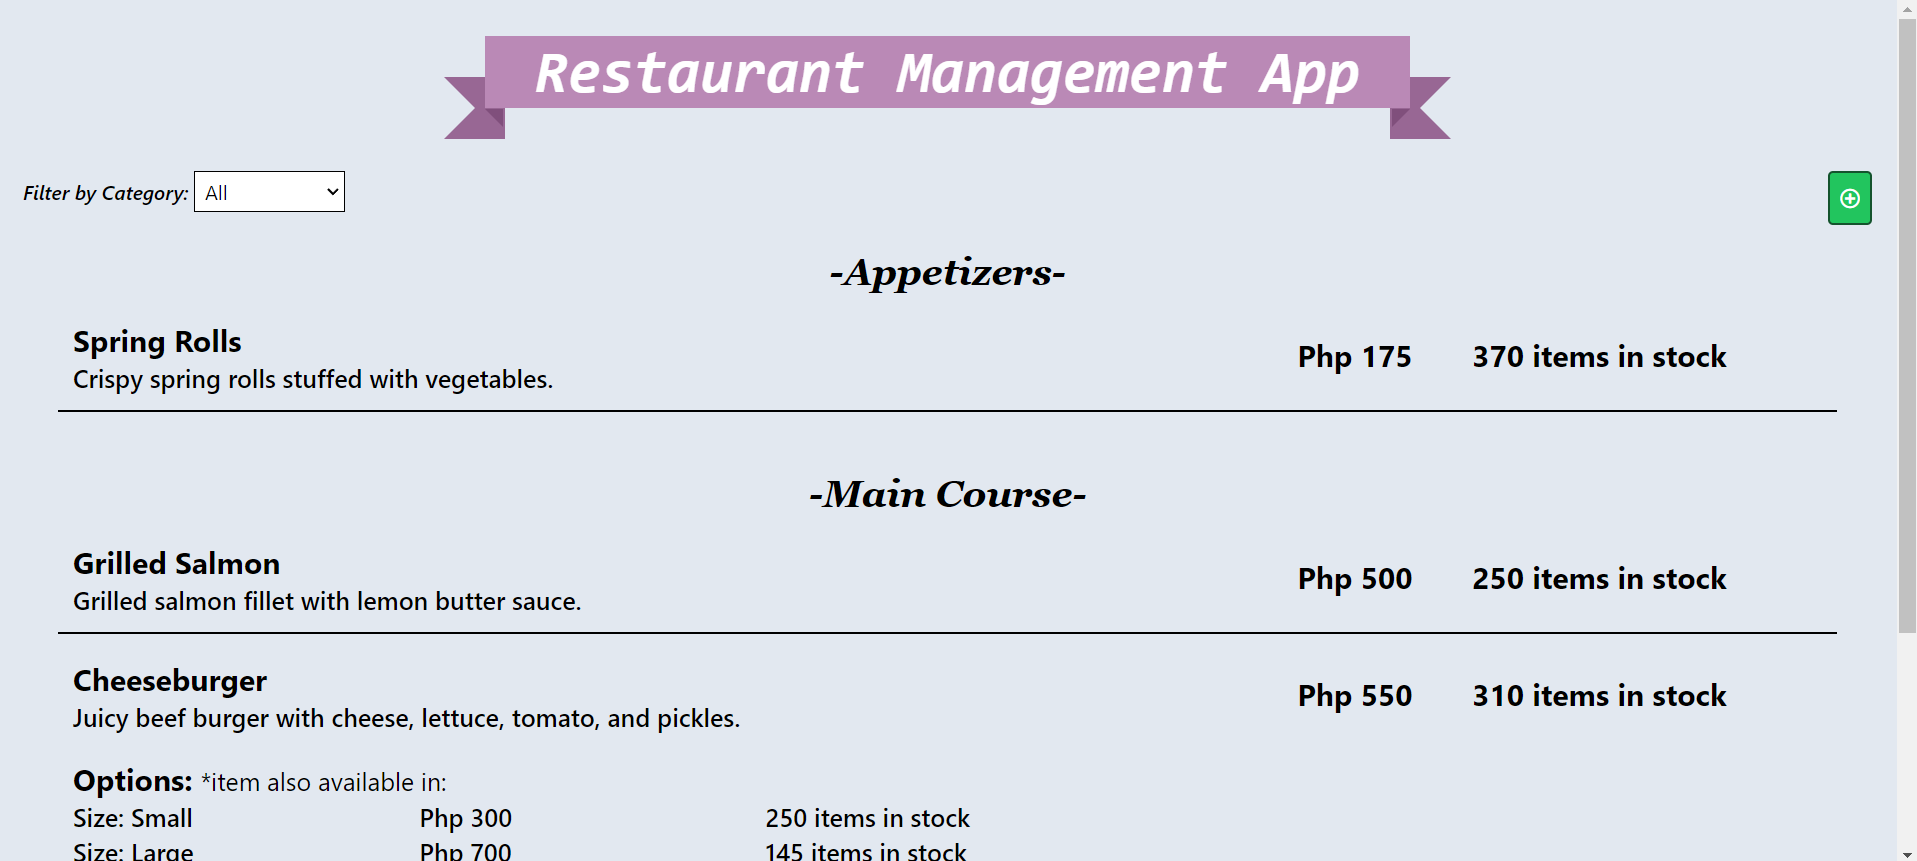 Restaurant Management App
Filter by Category: All
-Appetizers-
Spring Rolls
Crispy spring rolls stuffed with vegetables.
Php 175 370 items in stock
-Main Course-
Grilled Salmon
Grilled salmon fillet with lemon butter sauce.
Php 500 250 items in stock
Cheeseburger
Juicy beef burger with cheese, lettuce, tomato, and pickles.
Php 550 310 items in stock
Options: *item also available in:
Size: Small Php 300 250 items in stock
Size: Large Php 700 145 items in stock